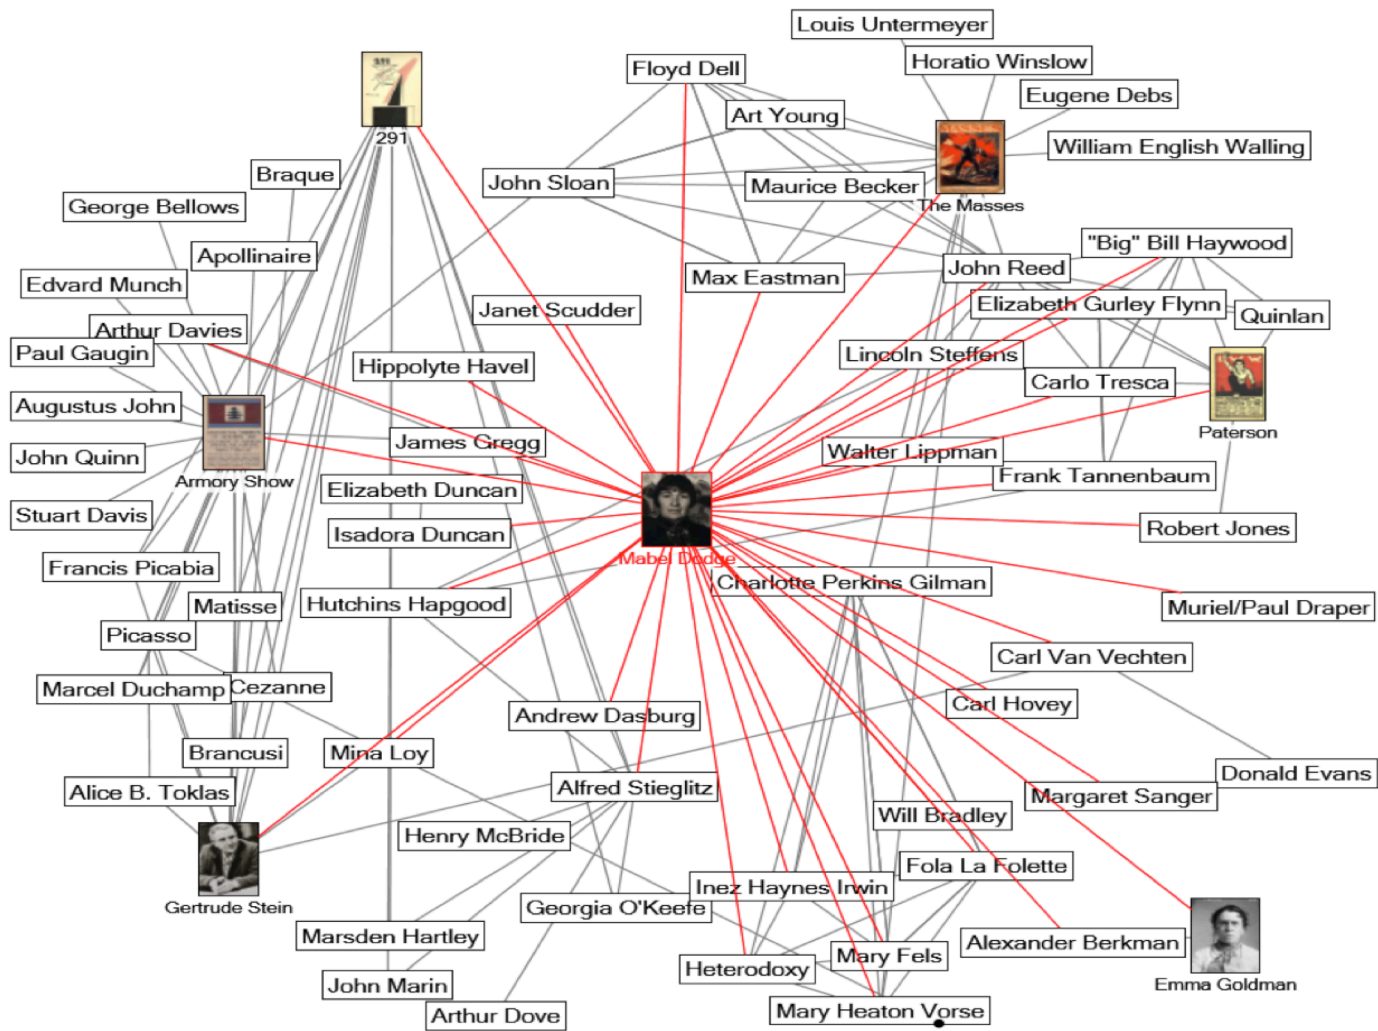 Louis Untermeyer
Horatio Winslow
Floyd Dell
Eugene Debs
Art Young
291
William English Walling
Braque
John Sloan
Maurice Becker
The Masses
George Bellows
"Big" Bill Haywood
Apollinaire
John Reed
Max Eastman
Edvard Munch
Elizabeth Gurley Flynn
Janet Scudder
Quinlan
Arthur Davies
Paul Gaugin
Lincoln Steffens
Hippolyte Havel
Carlo Tresca
Augustus John
Paterson
James Gregg
Walter Lippman
John Quinn
Armory Show
Frank Tannenbaum
Elizabeth Duncan
Stuart Davis
Robert Jones
Isadora Duncan
Mabel Dodge
Francis Picabia
Charlotte Perkins Gilman
Hutchins Hapgood
Matisse
Muriel/Paul Draper
Picasso
Carl Van Vechten
Marcel Duchamp
Cezanne
Carl Hovey
Andrew Dasburg
Brancusi
Mina Loy
Donald Evans
Alfred Stieglitz
Alice B. Toklas
Margaret Sanger
Will Bradley
Henry McBride
Fola La Folette
Inez Haynes Irwin
Gertrude Stein
Georgia O'Keefe
Marsden Hartley
Alexander Berkman
Mary Fels
Heterodoxy
Emma Goldman
John Marin
Mary Heaton Vorse
Arthur Dove